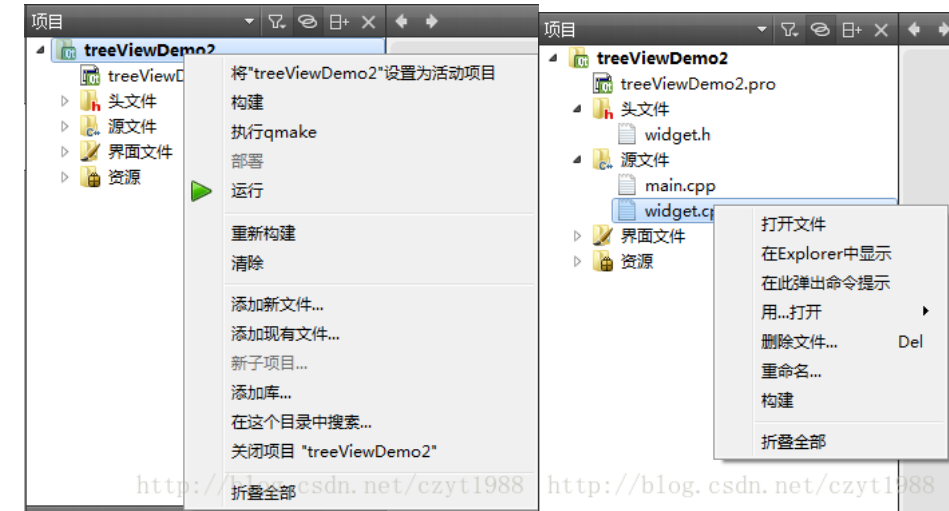 项目
treeViewDemo2
treeViewD
头文件
源文件
界面文件
资源
将"treeViewDemo2"设置为活动项目
构建
执行qmake
部署
运行
重新构建
清除
添加新文件...
添加现有文件...
新子项目...
添加库...
在这个目录中搜索...
关闭项目 "treeViewDemo2"
折叠全部
http://blog.csdn.net/czyt1988
项目
treeViewDemo2
treeViewDemo2.pro
头文件
widget.h
源文件
main.cpp
widget.cp
界面文件
资源
打开文件
在Explorer中显示
在此弹出命令提示
用...打开
删除文件... Del
重命名...
构建
折叠全部
http://blog.csdn.net/czyt1988